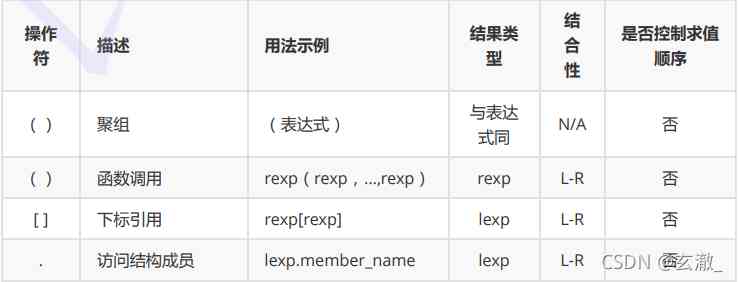 操作符 描述 用法示例 结果类型 结合性 是否控制求值顺序
( ) 聚组 （表达式） 与表达式同 N/A 否
( ) 函数调用 rexp（rexp，...,rexp） rexp L-R 否
[ ] 下标引用 rexp[rexp] lexp L-R 否
. 访问结构成员 lexp.member_name lexp L-R 否
CSDN @玄澈_